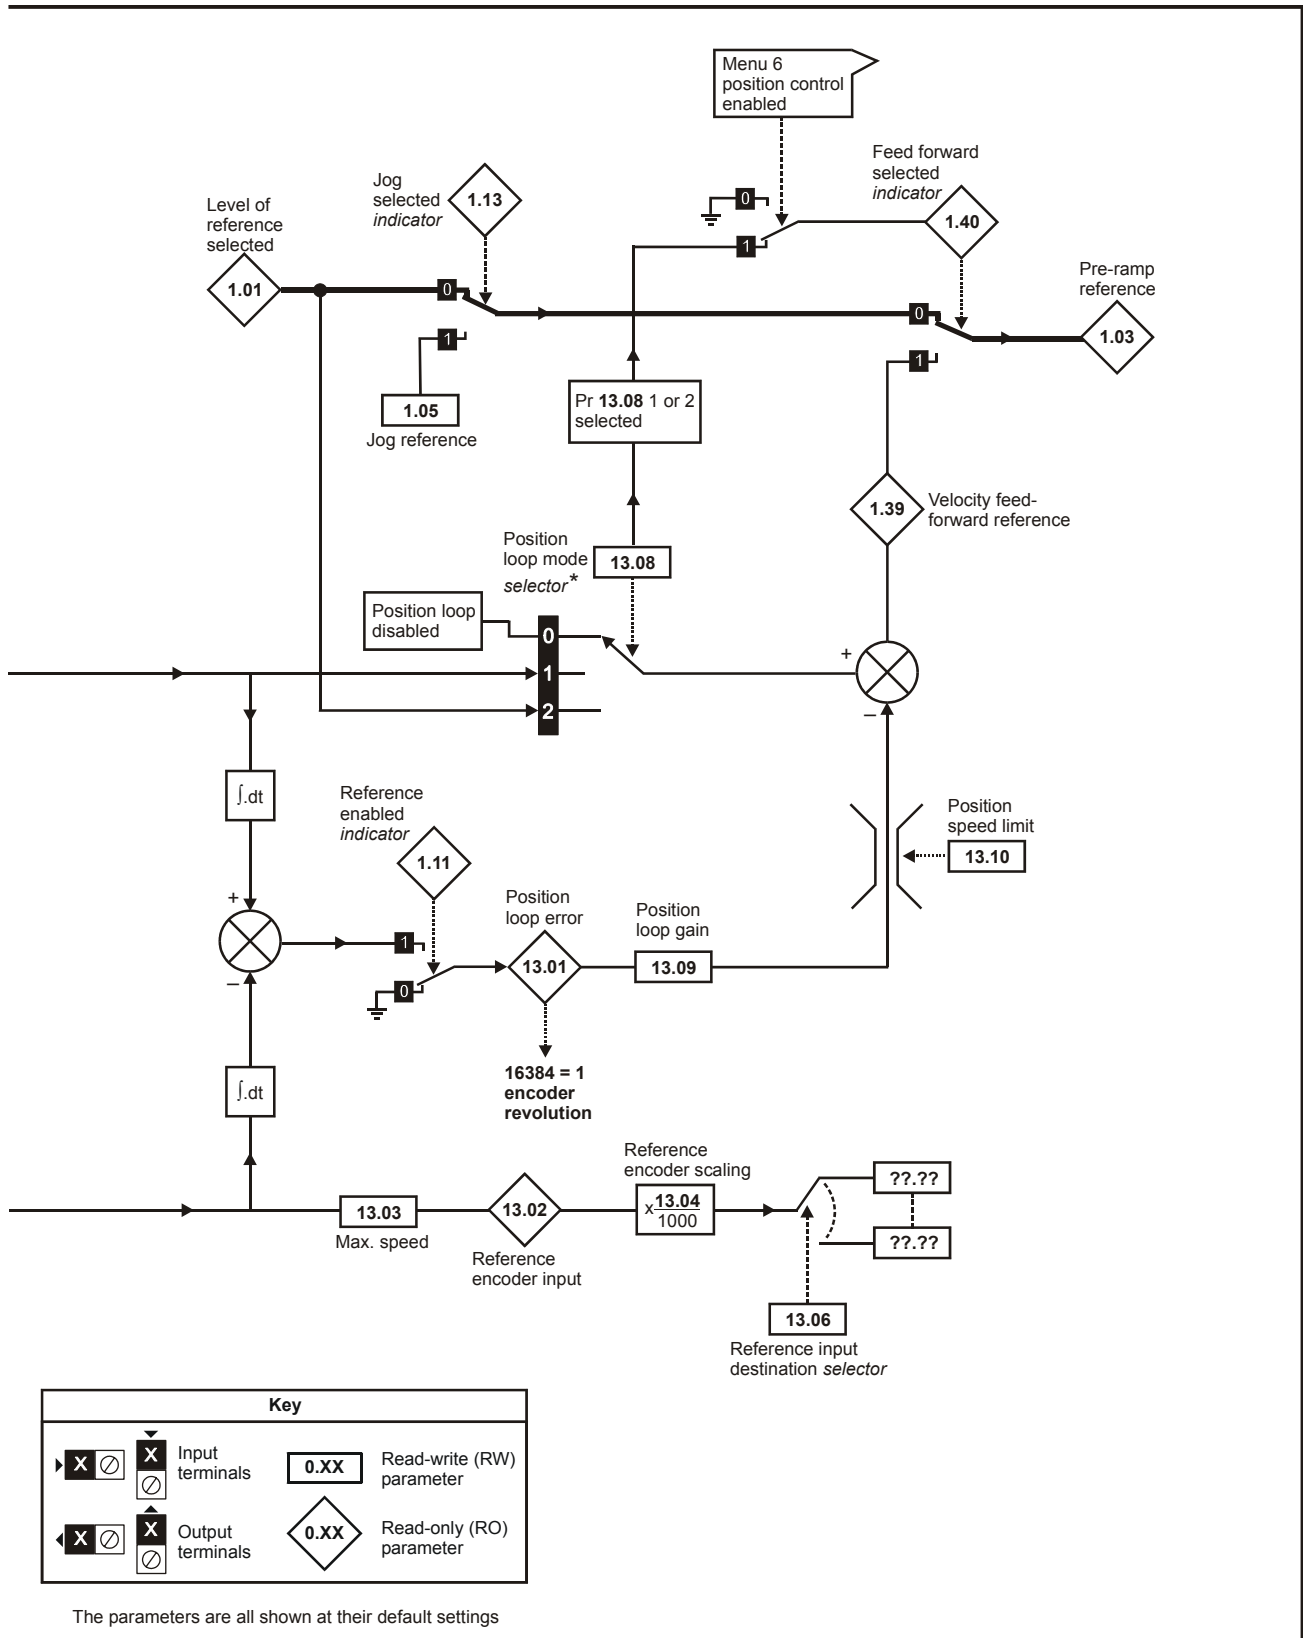 Menu 6
position control
enabled
Feed forward
selected
indicator
1.40
0
1
Jog
selected
indicator
1.13
Level of
reference
selected
1.01
0
1
1.05
Jog reference
0
1
Pre-ramp
reference
1.03
Pr 13.08 1 or 2
selected
1.39
Velocity feed-
forward reference
Position
loop mode
selector*
13.08
Position loop
disabled
0
1
2
+
–
∫.dt
Reference
enabled
indicator
1.11
Position
speed limit
13.10
+
–
1
0
Position
loop error
13.01
Position
loop gain
13.09
16384 = 1
encoder
revolution
∫.dt
13.03
Max. speed
13.02
Reference
encoder input
Reference
encoder scaling
x13.04
1000
??.??
??.??
13.06
Reference input
destination selector
Key
X
X
Input
terminals
0.XX
Read-write (RW)
parameter
X
X
Output
terminals
0.XX
Read-only (RO)
parameter
The parameters are all shown at their default settings